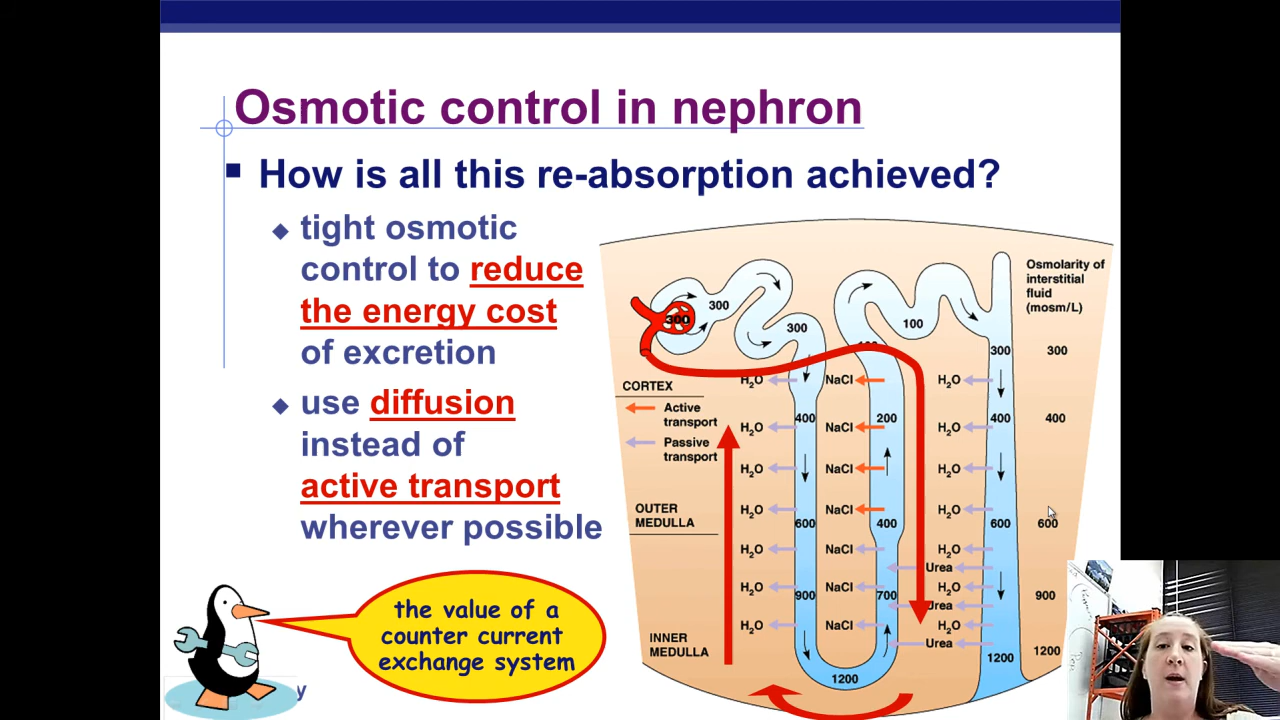 Osmotic control in nephron
How is all this re-absorption achieved?
tight osmotic
control to reduce
the energy cost
of excretion
use diffusion
instead of
active transport
wherever possible
the value of a
counter current
exchange system
y
Osmolarity of
interstitial
fluid
(mosm/L)
300
300
300
100
300
300
CORTEX
H₂O
NaCl
H₂O
Active
transport
Passive
transport
400
200
400
400
H₂O
NaCl
H₂O
H₂O
NaCl
H₂O
OUTER
MEDULLA
H₂O
NaCl
H₂O
600
400
600
600
H₂O
NaCl
H₂O
Urea
H₂O
NaCl
H₂O
900
700
900
Urea
H₂O
NaCl
H₂O
INNER
MEDULLA
Urea
1200
1200
1200